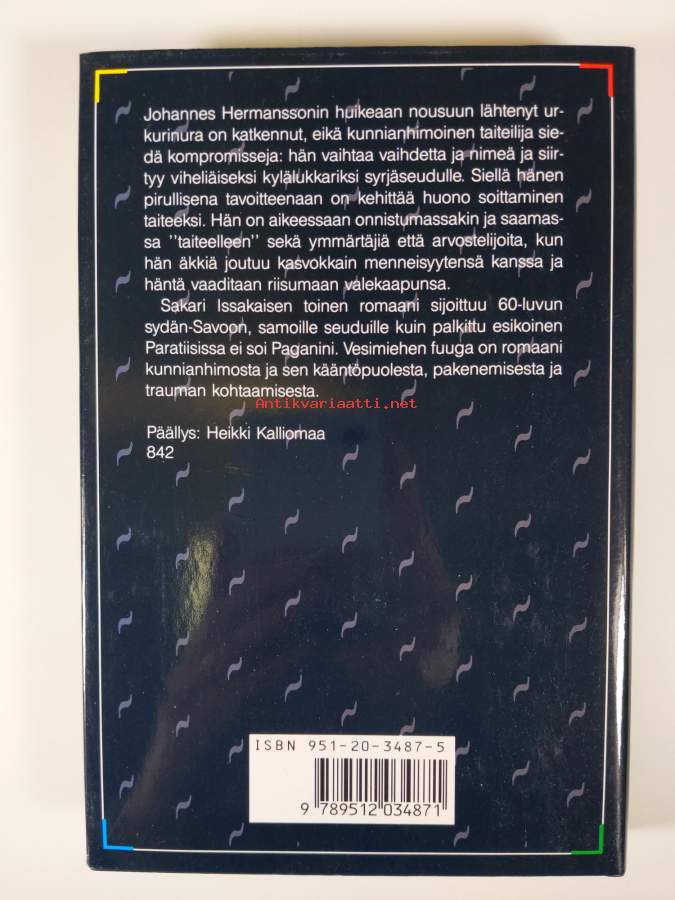 Johannes Hermanssonin huikeaan nousuun lähtenyt ur-
kurinura on katkennut, eikä kunnianhimoinen taiteilija sie-
dä kompromisseja: hän vaihtaa vaihdetta ja nimeä ja siir-
tyy viheliäiseksi kylälukkariksi syrjäseudulle. Siellä hänen
pirullisena tavoitteenaan on kehittää huono soittaminen
taiteeksi. Hän on aikeessaan onnistumassakin ja saamas-
sa "taiteelleen" sekä ymmärtäjiä että arvostelijoita, kun
hän äkkiä joutuu kasvokkain menneisyytensä kanssa ja
häntä vaaditaan riisumaan valekaapunsa.
Sakari Issakaisen toinen romaani sijoittuu 60-luvun
sydän-Savoon, samoille seuduille kuin palkittu esikoinen
Paratiisissa ei soi Paganini. Vesimiehen fuuga on romaani
kunnianhimosta ja sen kääntöpuolesta, pakenemisesta ja
trauman kohtaamisesta.
Antikvariaatti.net
Päällys: Heikki Kalliomaa
842
ISBN 951-20-3487-5
9 789512 034871